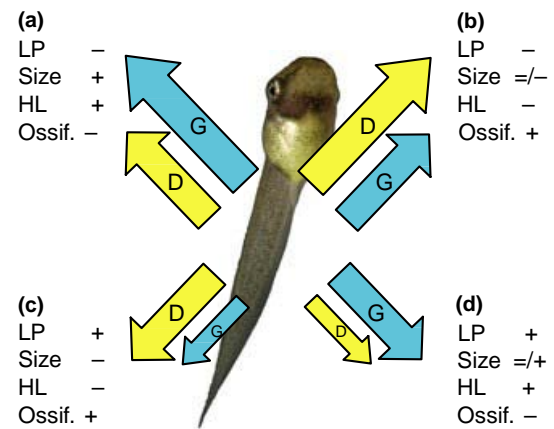 (a)
LP –
Size +
HL +
Ossif. –
G
D
(b)
LP –
Size =/–
HL –
Ossif. +
D
G
(c)
LP +
Size –
HL –
Ossif. +
D
G
(d)
LP +
Size =/+
HL +
Ossif. –
D
G